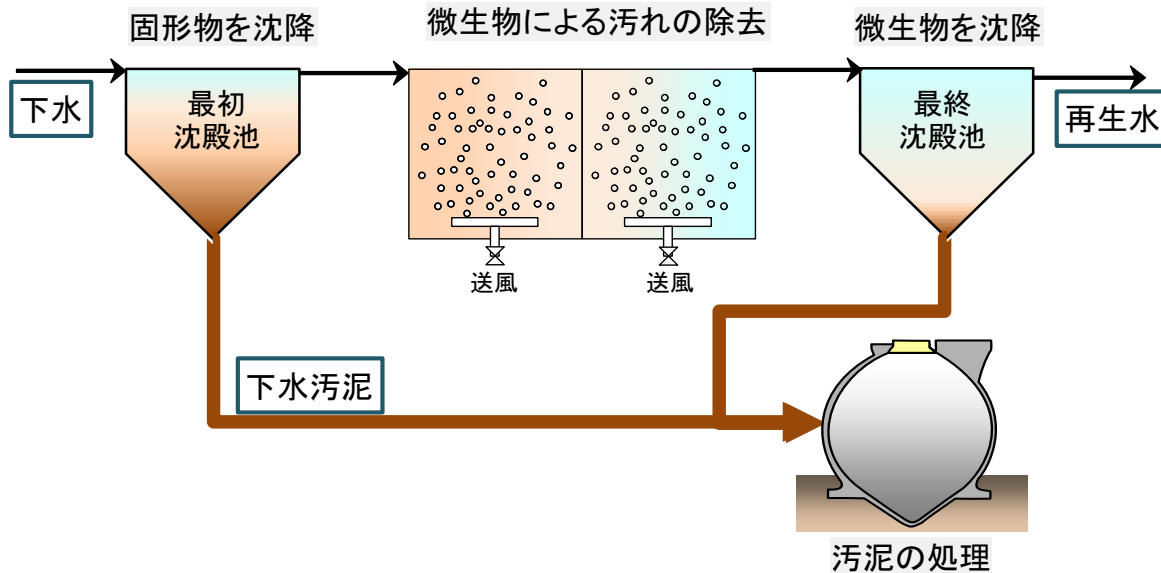 固形物を沈降
微生物による汚れの除去
微生物を沈降
下水
最初
沈殿池
最終
沈殿池
再生水
送風
送風
下水汚泥
汚泥の処理